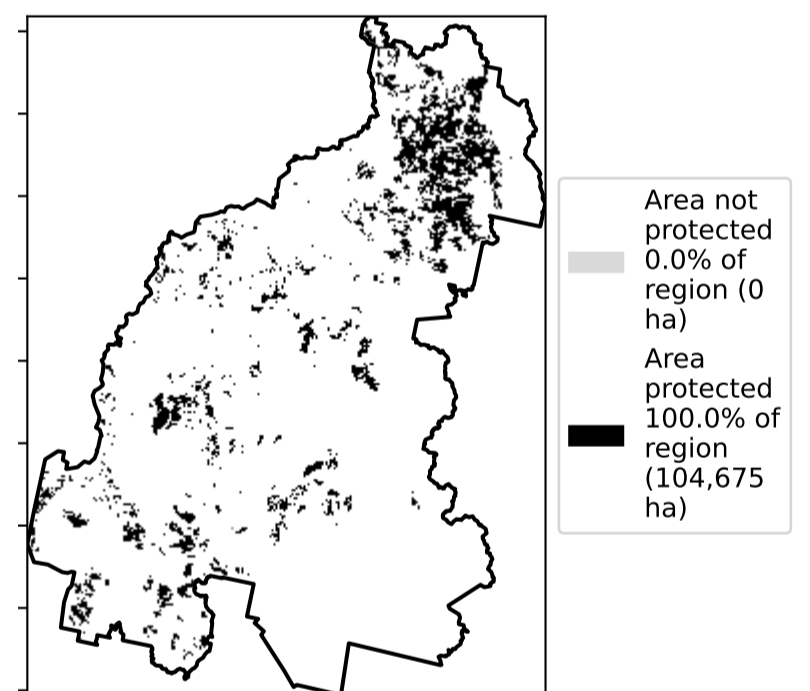 Area not
protected
0.0% of
region (0
ha)
Area
protected
100.0% of
region
(104,675
ha)